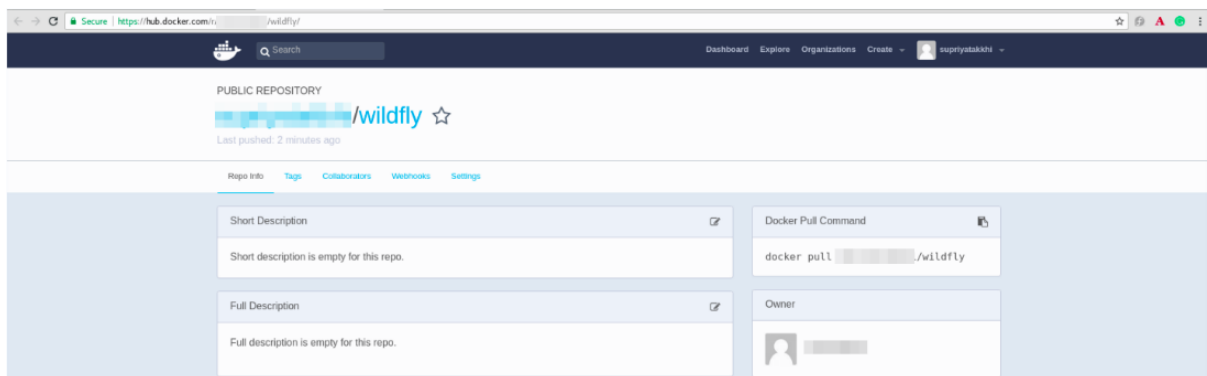 Secure | https://hub.docker.com/r/ /wildfly/
Search
Dashboard Explore Organizations Create supriyatakkhi
PUBLIC REPOSITORY
/wildfly
Last pushed: 2 minutes ago
Repo Info Tags Collaborators Webhooks Settings
Short Description
Short description is empty for this repo.
Docker Pull Command
docker pull /wildfly
Full Description
Full description is empty for this repo.
Owner